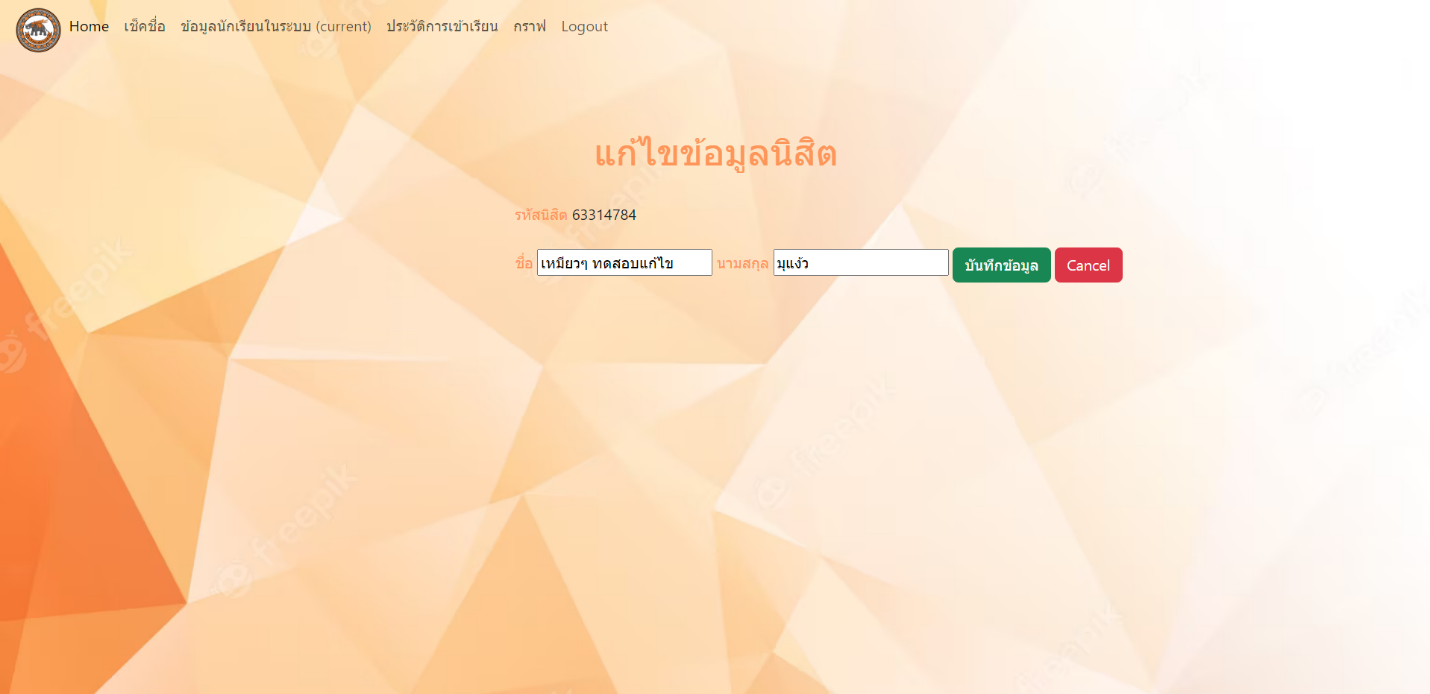 Home เช็คชื่อ ข้อมูลนักเรียนในระบบ (current) ประวัติการเข้าเรียน กราฟ Logout
แก้ไขข้อมูลนิสิต
รหัสนิสิต 63314784
ชื่อ เหมียวๆ ทดสอบแก้ไข นามสกุล มุแง้ว บันทึกข้อมูล Cancel
freepik
freepik
freepik
freepik
freepik